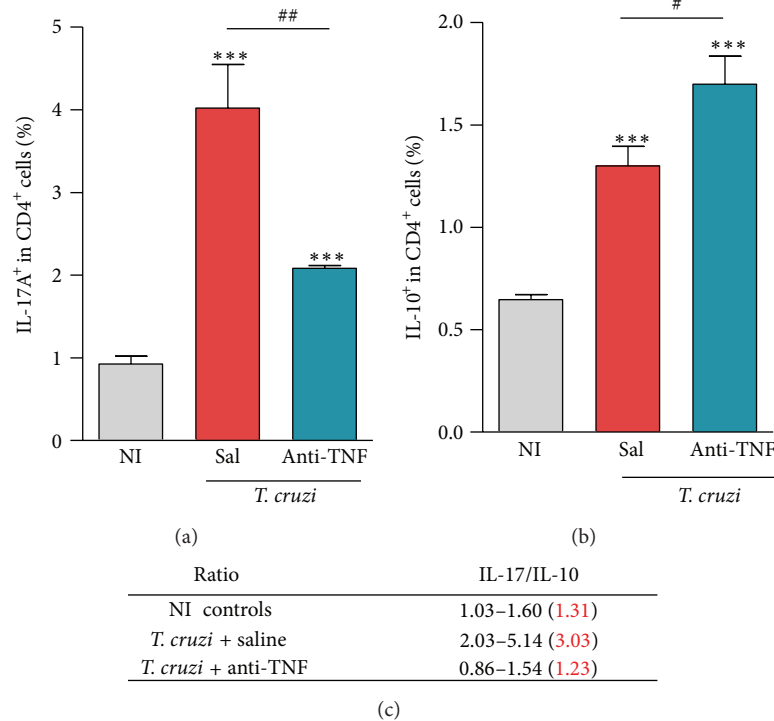 ##
***
***
5
4
3
2
1
0
IL-17A⁺ in CD4⁺ cells (%)
NI
Sal
Anti-TNF
T. cruzi
(a)
#
***
***
2.0
1.5
1.0
0.5
0.0
IL-10⁺ in CD4⁺ cells (%)
NI
Sal
Anti-TNF
T. cruzi
(b)
Ratio IL-17/IL-10
NI controls 1.03–1.60 (1.31)
T. cruzi + saline 2.03–5.14 (3.03)
T. cruzi + anti-TNF 0.86–1.54 (1.23)
(c)